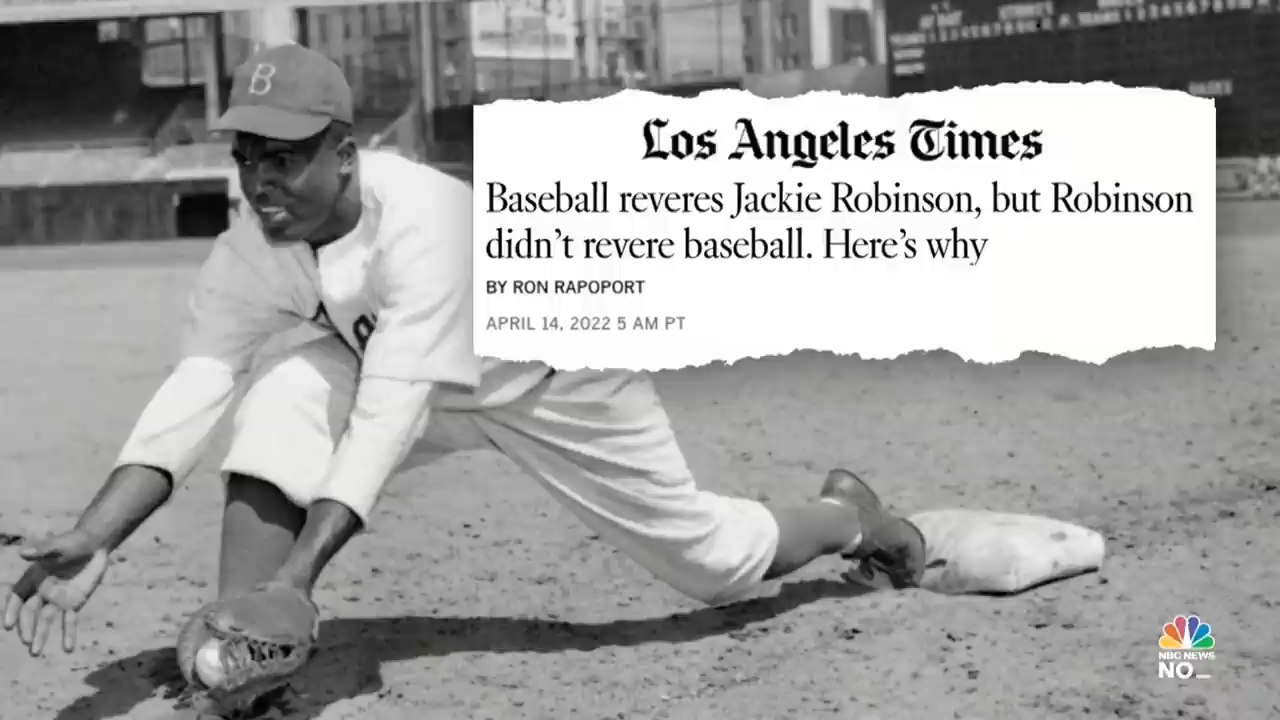 B
Los Angeles Times
Baseball reveres Jackie Robinson, but Robinson
didn't revere baseball. Here's why
BY RON RAPOPORT
APRIL 14, 2022 5 AM PT
NBC NEWS
NO_